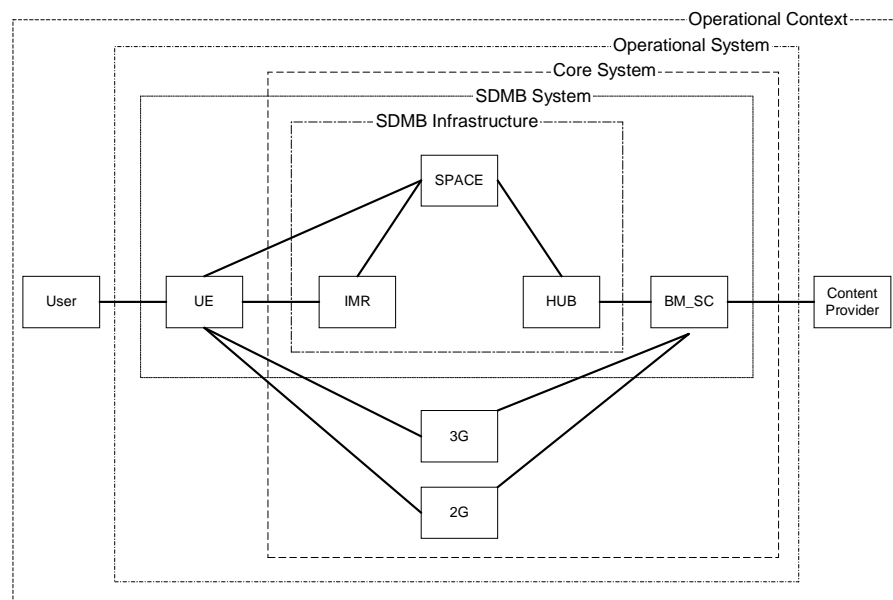 Operational Context
Operational System
Core System
SDMB System
SDMB Infrastructure
SPACE
User
UE
IMR
HUB
BM_SC
Content
Provider
3G
2G